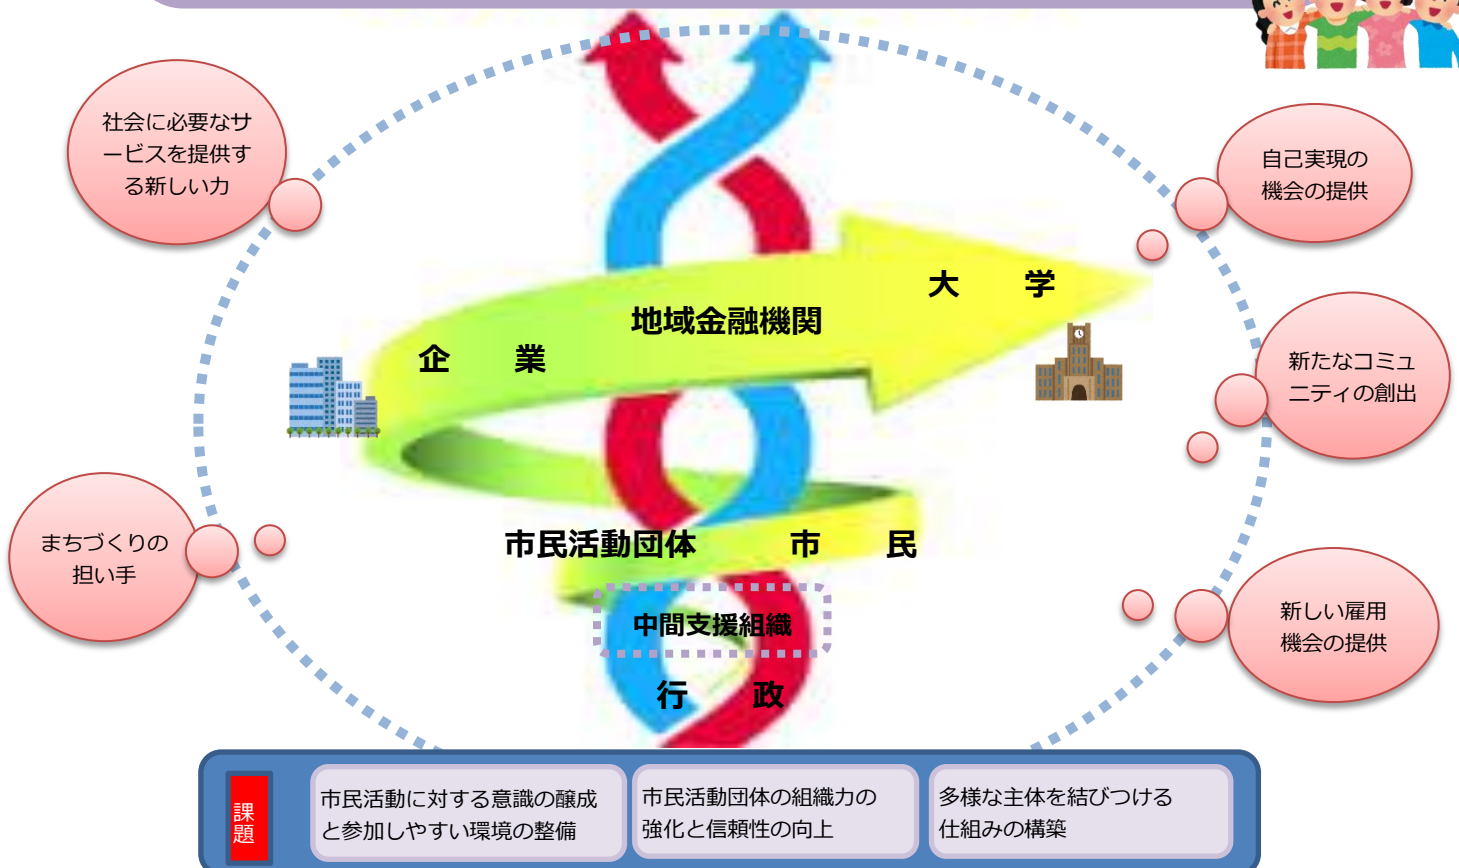 社会に必要なサ
ービスを提供す
る新しい力
自己実現の
機会の提供
大　学
地域金融機関
企　業
新たなコミュ
ニティの創出
まちづくりの
担い手
市民活動団体　市　民
新しい雇用
機会の提供
中間支援組織
行　政
課題
市民活動に対する意識の醸成
と参加しやすい環境の整備
市民活動団体の組織力の
強化と信頼性の向上
多様な主体を結びつける
仕組みの構築